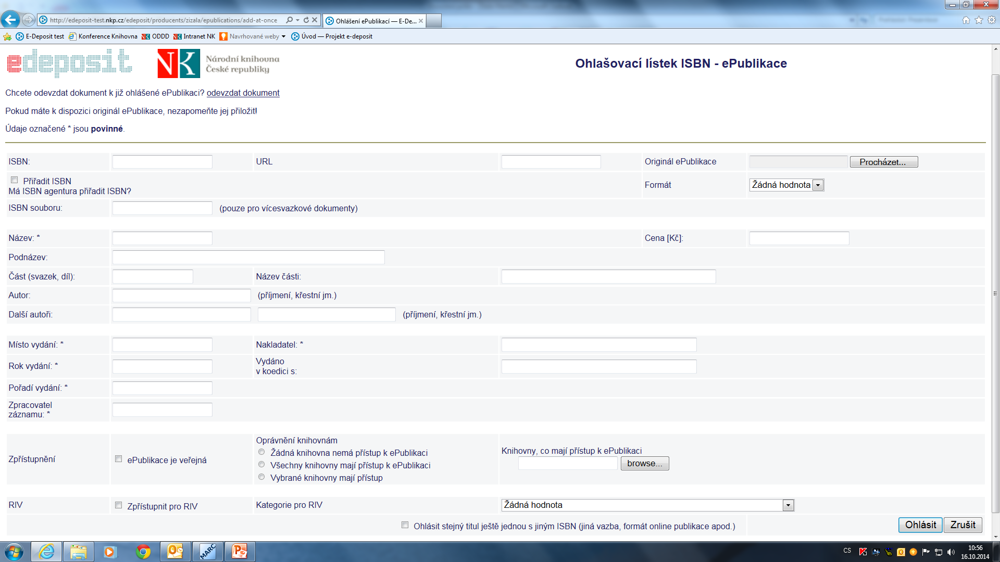 http://edeposit-test.nkp.cz/edeposit/producents/zizala/epublications/add-at-once
Ohlášení ePublikací — E-De...
E-Deposit test Konference Knihovna ODDD Intranet NK Navrhované weby Úvod — Projekt e-deposit
edeposit
NK Národní knihovna
České republiky
Ohlašovací lístek ISBN - ePublikace
Chcete odevzdat dokument k již ohlášené ePublikaci? odevzdat dokument
Pokud máte k dispozici originál ePublikace, nezapomeňte jej přiložit!
Údaje označené * jsou povinné.
ISBN: URL Originál ePublikace Procházet...
Přiřadit ISBN
Má ISBN agentura přiřadit ISBN?
Formát Žádná hodnota
ISBN souboru: (pouze pro vícesvazkové dokumenty)
Název: * Cena [Kč]:
Podnázev:
Část (svazek, díl): Název části:
Autor: (příjmení, křestní jm.)
Další autoři: (příjmení, křestní jm.)
Místo vydání: * Nakladatel: *
Rok vydání: * Vydáno
v koedici s:
Pořadí vydání: *
Zpracovatel
záznamu: *
Zpřístupnění ePublikace je veřejná
Oprávnění knihovnám
Žádná knihovna nemá přístup k ePublikaci
Všechny knihovny mají přístup k ePublikaci
Vybrané knihovny mají přístup
Knihovny, co mají přístup k ePublikaci
browse...
RIV Zpřístupnit pro RIV Kategorie pro RIV Žádná hodnota
Ohlásit stejný titul ještě jednou s jiným ISBN (jiná vazba, formát online publikace apod.) Ohlásit Zrušit
MARC
CS
10:56
16.10.2014